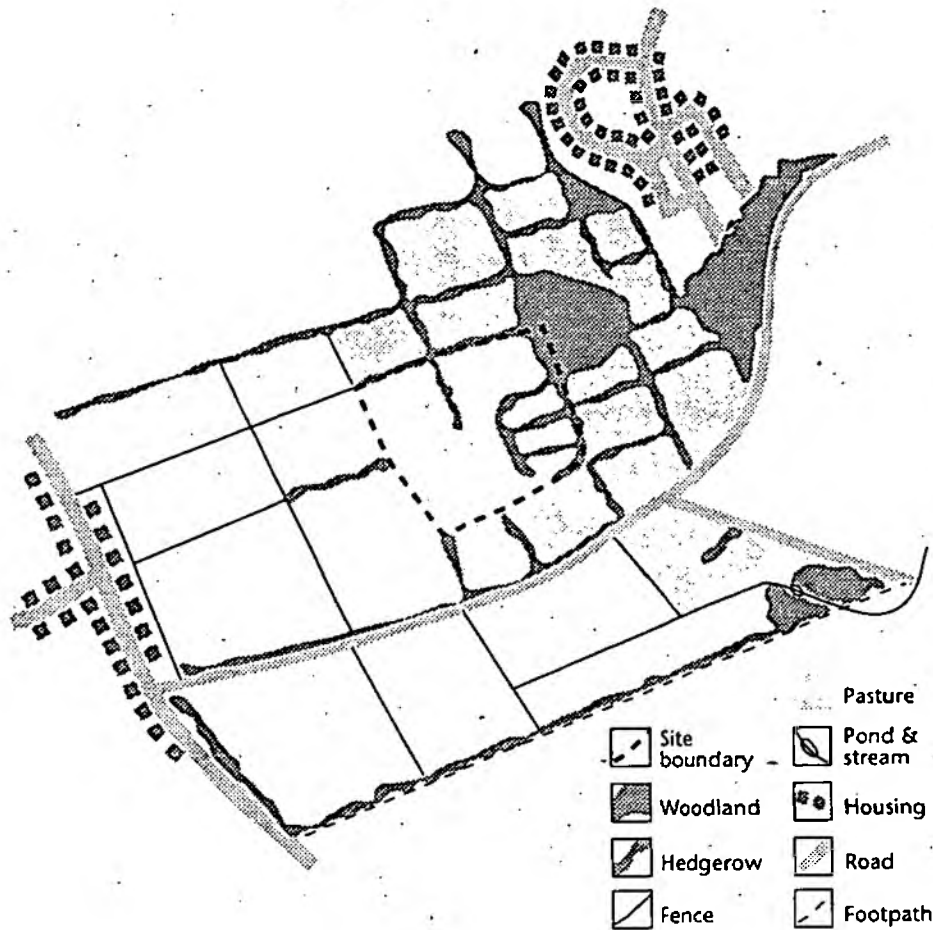 Pasture
Site
boundary
Pond &
stream
Woodland
Housing
Hedgerow
Road
Fence
Footpath